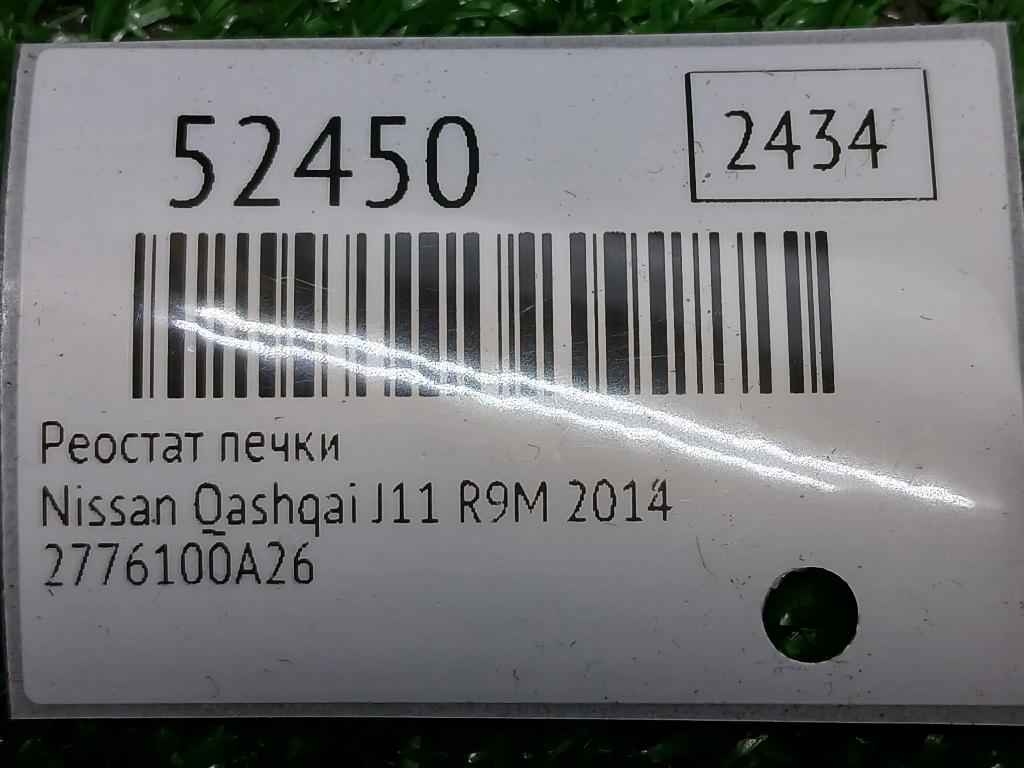 52450
2434
Реостат печки
Nissan Qashqai J11 R9M 2014
2776100A26